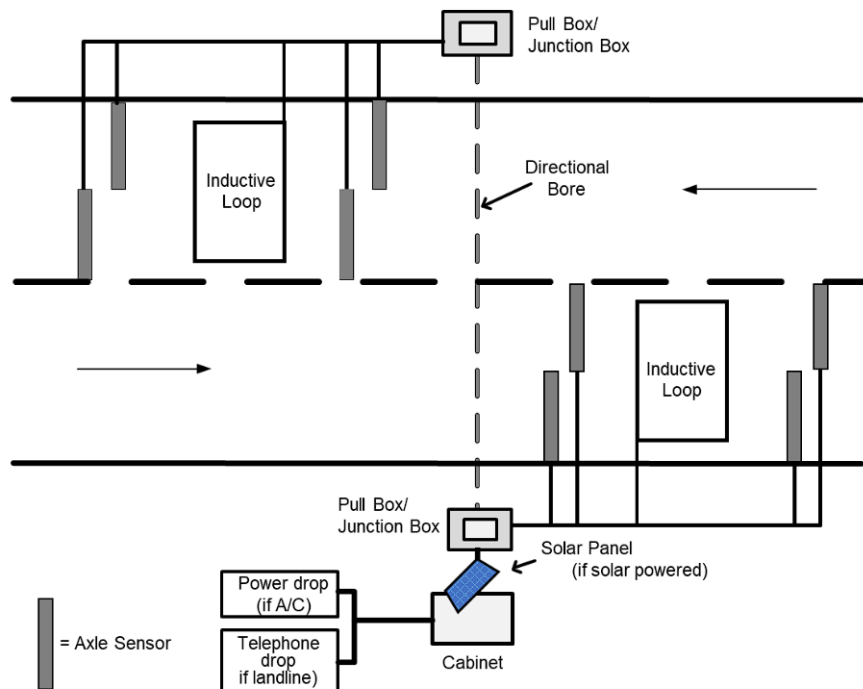 Pull Box/
Junction Box
Inductive
Loop
Directional
Bore
Inductive
Loop
Pull Box/
Junction Box
Solar Panel
(if solar powered)
Power drop
(if A/C)
= Axle Sensor
Telephone
drop
if landline)
Cabinet